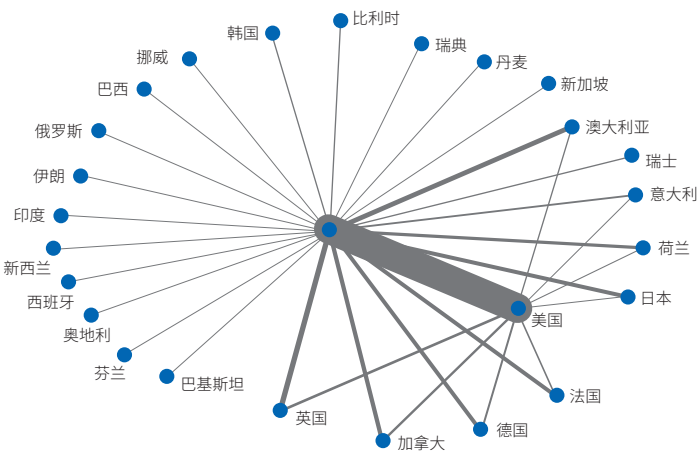 比利时
韩国
瑞典
挪威
丹麦
巴西
新加坡
俄罗斯
澳大利亚
瑞士
伊朗
意大利
印度
荷兰
新西兰
西班牙
日本
美国
奥地利
芬兰
巴基斯坦
法国
英国
德国
加拿大